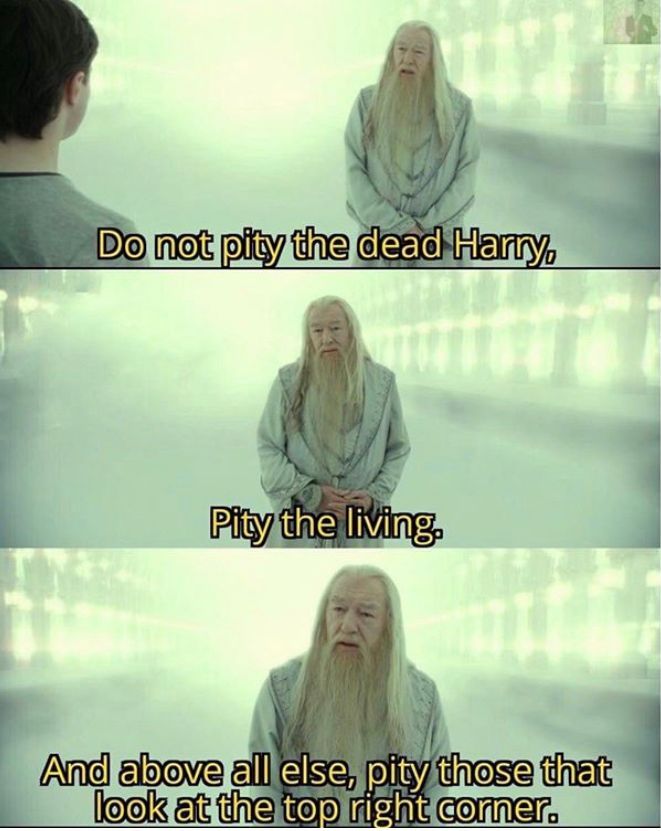 Do not pity the dead Harry,
Pity the living.
And above all else, pity those that
look at the top right corner.